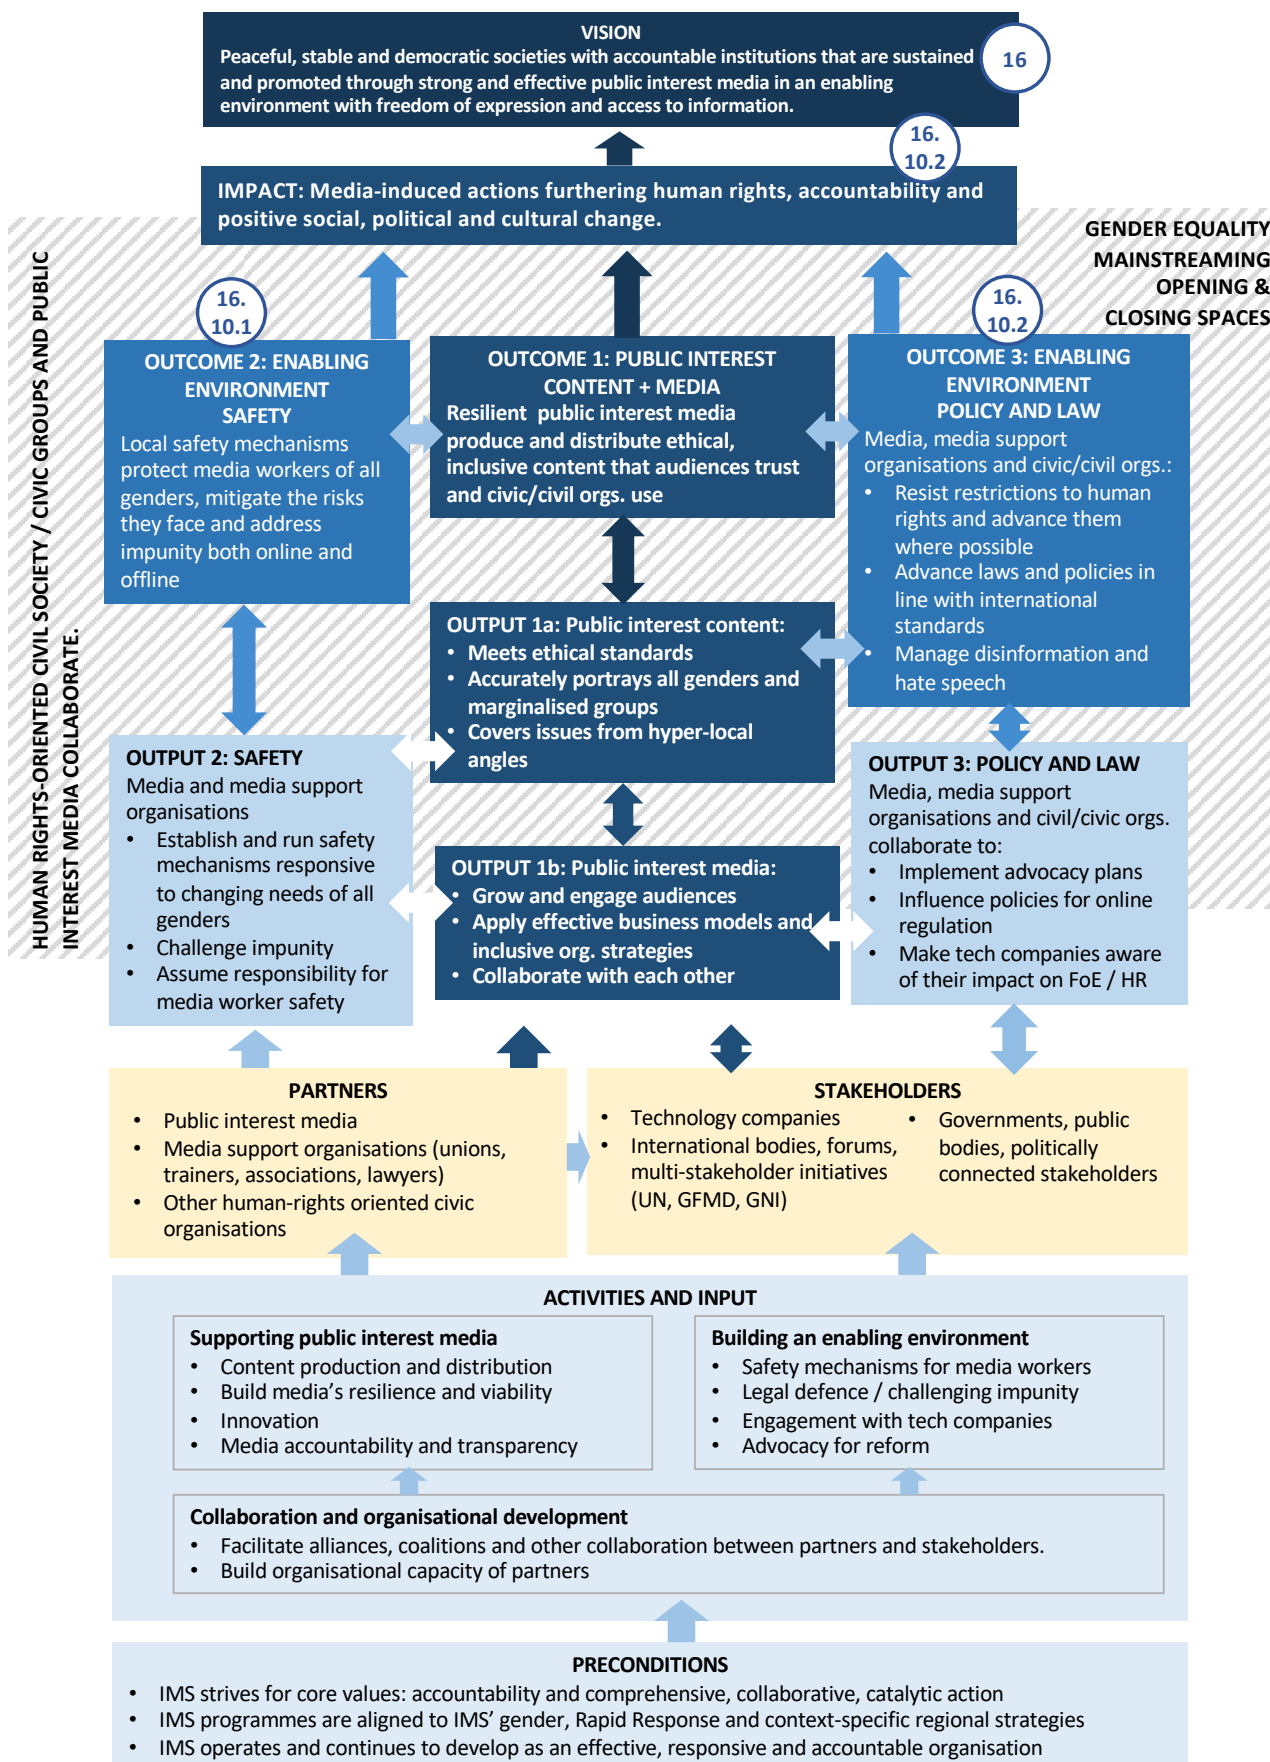 VISION
Peaceful, stable and democratic societies with accountable institutions that are sustained
and promoted through strong and effective public interest media in an enabling
environment with freedom of expression and access to information.
16
16.
10.2
IMPACT: Media-induced actions furthering human rights, accountability and
positive social, political and cultural change.
GENDER EQUALITY
MAINSTREAMING
OPENING &
CLOSING SPACES
HUMAN RIGHTS-ORIENTED CIVIL SOCIETY / CIVIC GROUPS AND PUBLIC
INTEREST MEDIA COLLABORATE.
16.
10.1
OUTCOME 2: ENABLING
ENVIRONMENT
SAFETY
Local safety mechanisms
protect media workers of all
genders, mitigate the risks
they face and address
impunity both online and
offline
OUTCOME 1: PUBLIC INTEREST
CONTENT + MEDIA
Resilient public interest media
produce and distribute ethical,
inclusive content that audiences trust
and civic/civil orgs. use
16.
10.2
OUTCOME 3: ENABLING
ENVIRONMENT
POLICY AND LAW
Media, media support
organisations and civic/civil orgs.:
• Resist restrictions to human
rights and advance them
where possible
• Advance laws and policies in
line with international
standards
• Manage disinformation and
hate speech
OUTPUT 1a: Public interest content:
• Meets ethical standards
• Accurately portrays all genders and
marginalised groups
• Covers issues from hyper-local
angles
OUTPUT 2: SAFETY
Media and media support
organisations
• Establish and run safety
mechanisms responsive
to changing needs of all
genders
• Challenge impunity
• Assume responsibility for
media worker safety
OUTPUT 1b: Public interest media:
• Grow and engage audiences
• Apply effective business models and
inclusive org. strategies
• Collaborate with each other
OUTPUT 3: POLICY AND LAW
Media, media support
organisations and civil/civic orgs.
collaborate to:
• Implement advocacy plans
• Influence policies for online
regulation
• Make tech companies aware
of their impact on FoE / HR
PARTNERS
• Public interest media
• Media support organisations (unions,
trainers, associations, lawyers)
• Other human-rights oriented civic
organisations
STAKEHOLDERS
• Technology companies
• International bodies, forums,
multi-stakeholder initiatives
(UN, GFMD, GNI)
• Governments, public
bodies, politically
connected stakeholders
ACTIVITIES AND INPUT
Supporting public interest media
• Content production and distribution
• Build media’s resilience and viability
• Innovation
• Media accountability and transparency
Building an enabling environment
• Safety mechanisms for media workers
• Legal defence / challenging impunity
• Engagement with tech companies
• Advocacy for reform
Collaboration and organisational development
• Facilitate alliances, coalitions and other collaboration between partners and stakeholders.
• Build organisational capacity of partners
PRECONDITIONS
• IMS strives for core values: accountability and comprehensive, collaborative, catalytic action
• IMS programmes are aligned to IMS’ gender, Rapid Response and context-specific regional strategies
• IMS operates and continues to develop as an effective, responsive and accountable organisation